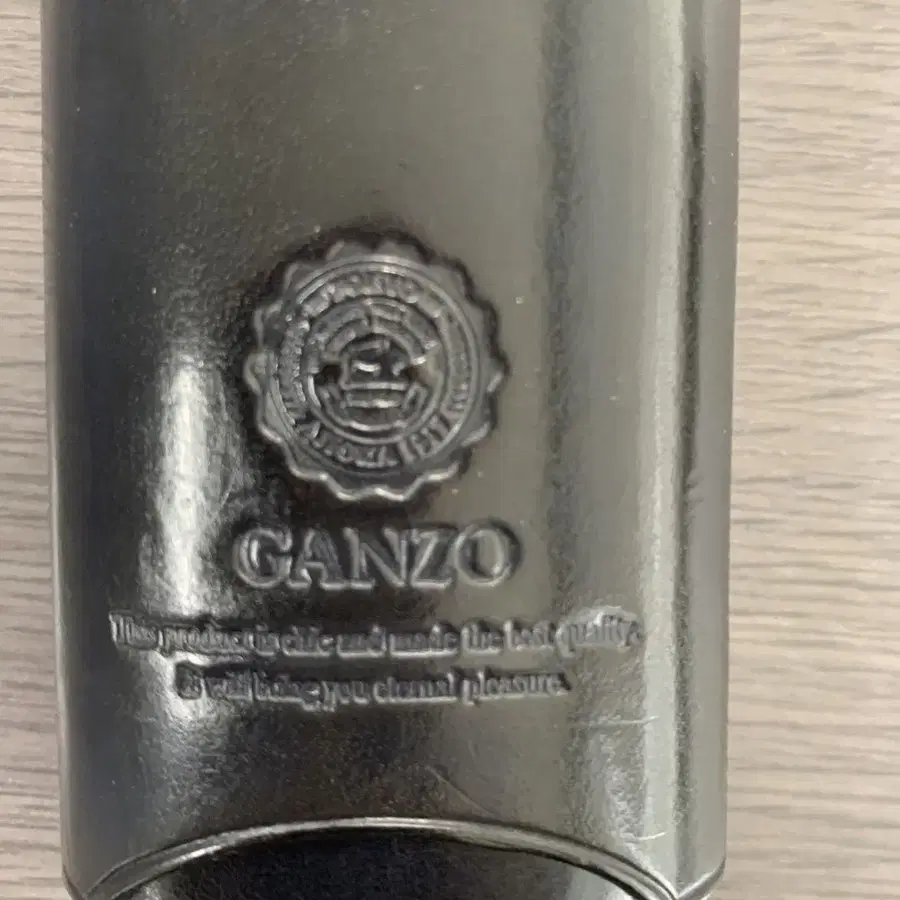 GANZO
This product is chic and made the best quality.
It will bring you eternal pleasure.